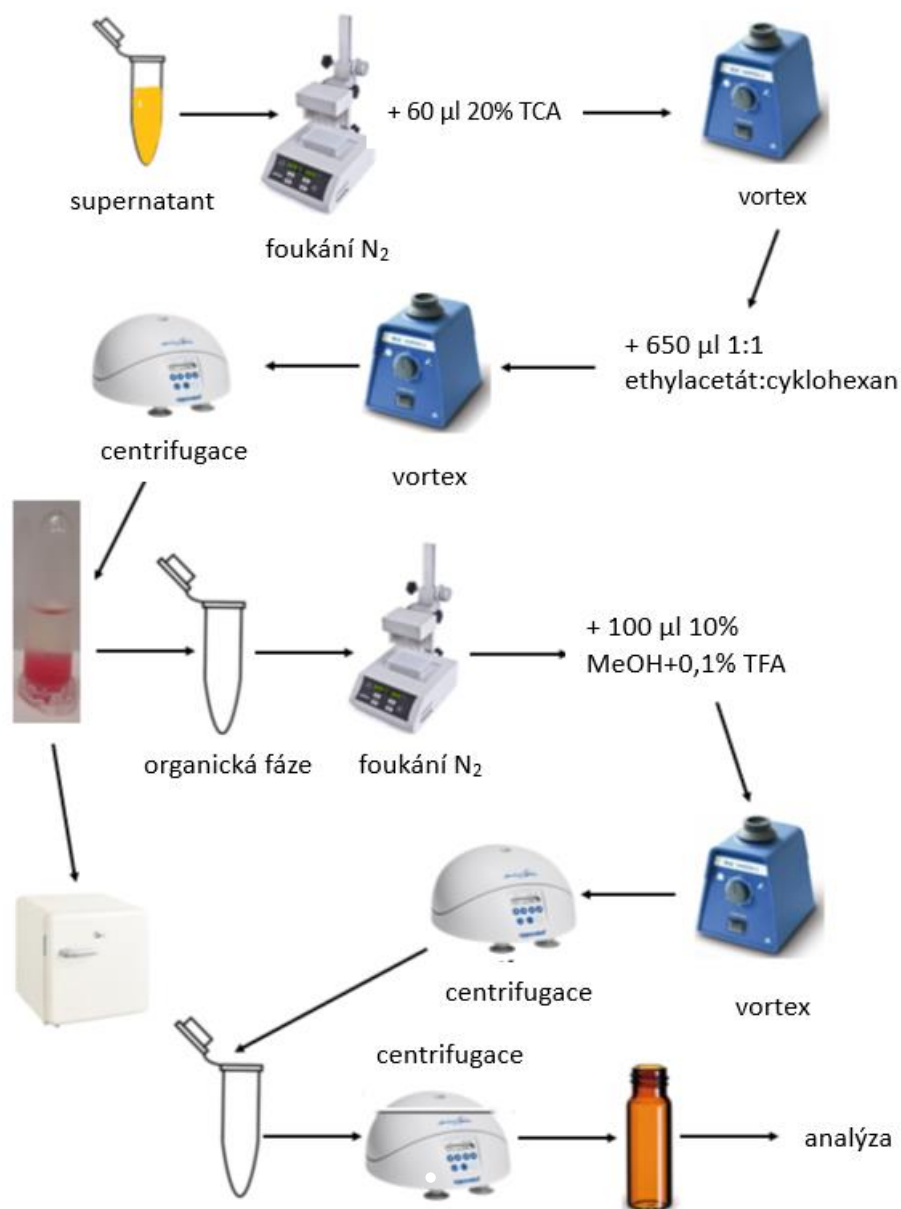 + 60 µl 20% TCA
supernatant
vortex
foukání N₂
+ 650 µl 1:1
ethylacetát:cyklohexan
centrifugace
vortex
+ 100 µl 10%
MeOH+0,1% TFA
organická fáze
foukání N₂
centrifugace
vortex
centrifugace
analýza